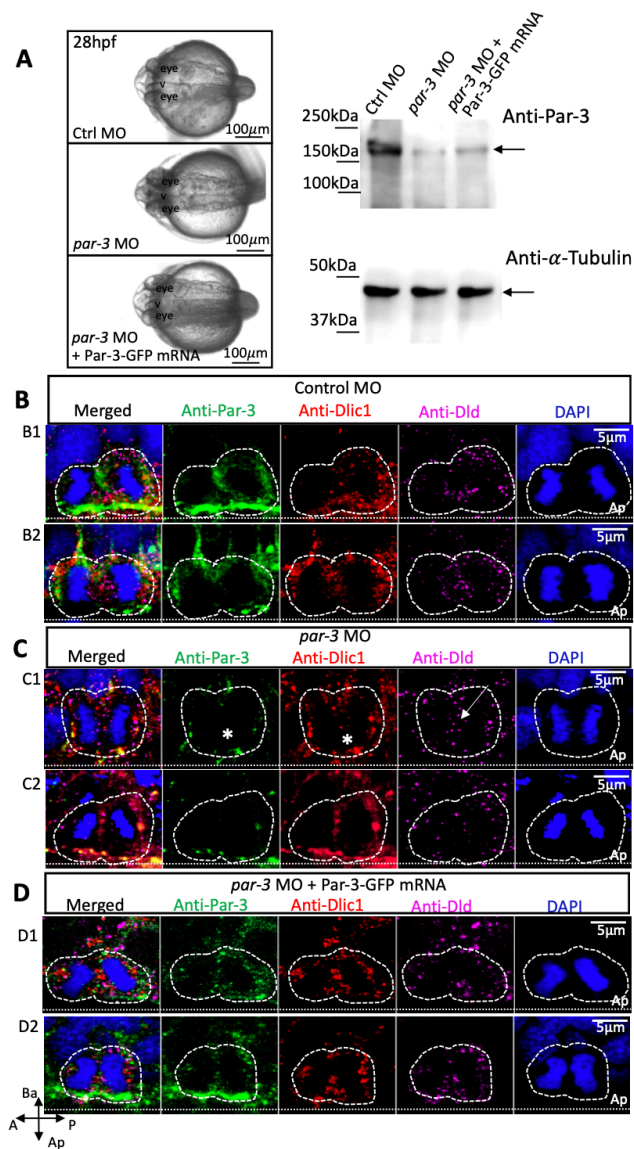 A
28hpf
eye
v
eye
Ctrl MO
100μm
eye
v
eye
par-3 MO
100μm
eye
v
eye
par-3 MO
+ Par-3-GFP mRNA
100μm
Ctrl MO
par-3 MO
par-3 MO +
Par-3-GFP mRNA
250kDa
Anti-Par-3
150kDa
100kDa
50kDa
Anti-α-Tubulin
37kDa
Control MO
B
Merged Anti-Par-3 Anti-Dlic1 Anti-Dld DAPI
B1
5μm
Ap
B2
5μm
Ap
par-3 MO
C
Merged Anti-Par-3 Anti-Dlic1 Anti-Dld DAPI
C1
5μm
* *
Ap
C2
5μm
Ap
par-3 MO + Par-3-GFP mRNA
D
Merged Anti-Par-3 Anti-Dlic1 Anti-Dld DAPI
D1
5μm
Ap
D2
5μm
Ap
Ba
A P
Ap